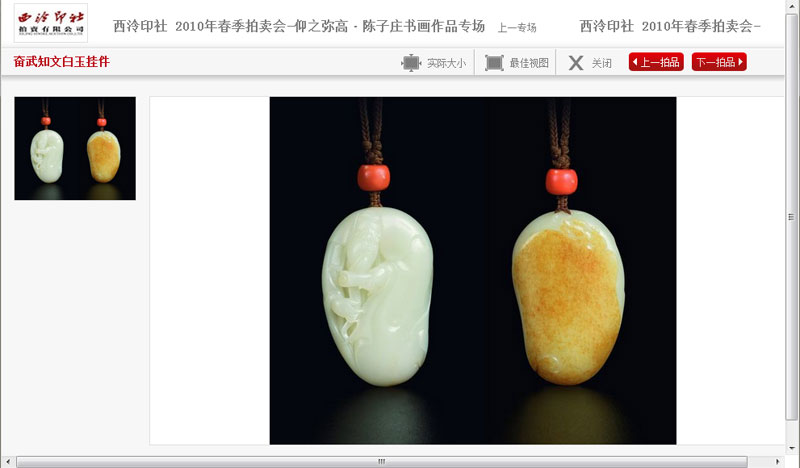 西泠印社
拍賣有限公司
西泠印社 2010年春季拍卖会-仰之弥高·陈子庄书画作品专场 上一专场 西泠印社 2010年春季拍卖会-
奋武知文白玉挂件 实际大小 最佳视图 关闭 上一拍品 下一拍品